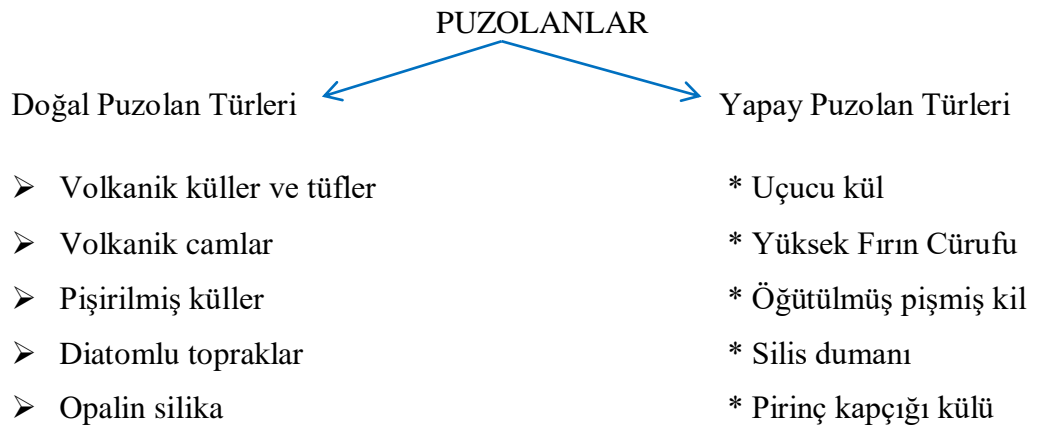 PUZOLANLAR
Doğal Puzolan Türleri
➢ Volkanik küller ve tüfler
➢ Volkanik camlar
➢ Pişirilmiş küller
➢ Diatomlu topraklar
➢ Opalin silika
Yapay Puzolan Türleri
* Uçucu kül
* Yüksek Fırın Cürufu
* Öğütülmüş pişmiş kil
* Silis dumanı
* Pirinç kapçığı külü